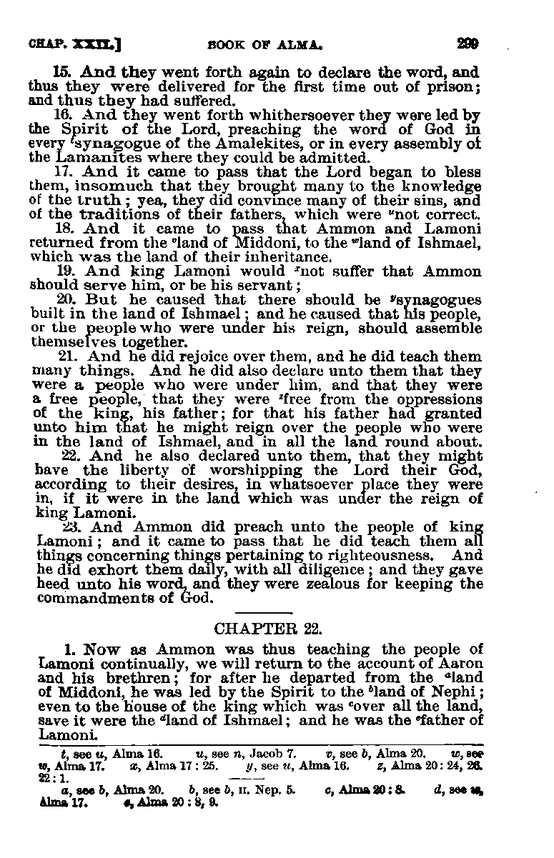 CHAP. XXII.] BOOK OF ALMA. 299
15. And they went forth again to declare the word, and
thus they were delivered for the first time out of prison;
and thus they had suffered.
16. And they went forth whithersoever they were led by
the Spirit of the Lord, preaching the word of God in
every ᵗsynagogue of the Amalekites, or in every assembly of
the Lamanites where they could be admitted.
17. And it came to pass that the Lord began to bless
them, insomuch that they brought many to the knowledge
of the truth; yea, they did convince many of their sins, and
of the traditions of their fathers, which were ᵘnot correct.
18. And it came to pass that Ammon and Lamoni
returned from the ᵛland of Middoni, to the ʷland of Ishmael,
which was the land of their inheritance.
19. And king Lamoni would ˣnot suffer that Ammon
should serve him, or be his servant;
20. But he caused that there should be ʸsynagogues
built in the land of Ishmael; and he caused that his people,
or the people who were under his reign, should assemble
themselves together.
21. And he did rejoice over them, and he did teach them
many things. And he did also declare unto them that they
were a people who were under him, and that they were
a free people, that they were ᶻfree from the oppressions
of the king, his father; for that his father had granted
unto him that he might reign over the people who were
in the land of Ishmael, and in all the land round about.
22. And he also declared unto them, that they might
have the liberty of worshipping the Lord their God,
according to their desires, in whatsoever place they were
in, if it were in the land which was under the reign of
king Lamoni.
23. And Ammon did preach unto the people of king
Lamoni; and it came to pass that he did teach them all
things concerning things pertaining to righteousness. And
he did exhort them daily, with all diligence; and they gave
heed unto his word, and they were zealous for keeping the
commandments of God.
CHAPTER 22.
1. Now as Ammon was thus teaching the people of
Lamoni continually, we will return to the account of Aaron
and his brethren; for after he departed from the ᵃland
of Middoni, he was led by the Spirit to the ᵇland of Nephi;
even to the house of the king which was ᶜover all the land,
save it were the ᵈland of Ishmael; and he was the ᵉfather of
Lamoni.
t, see u, Alma 16. u, see n, Jacob 7. v, see b, Alma 20. w, see
w, Alma 17. x, Alma 17: 25. y, see u, Alma 16. z, Alma 20: 24, 26.
22: 1.
a, see b, Alma 20. b, see b, II. Nep. 5. c, Alma 20: 8. d, see w,
Alma 17. e, Alma 20: 8, 9.